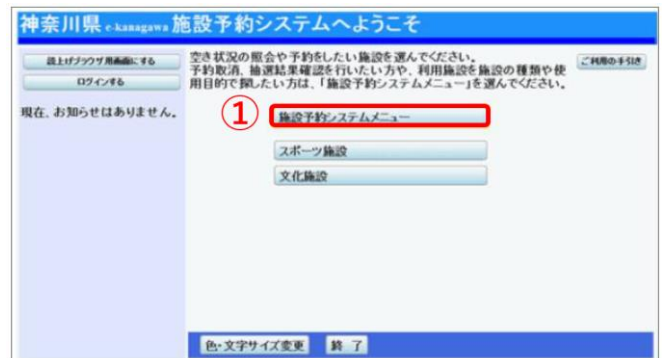 神奈川県 e-kanagawa 施設予約システムへようこそ
読上げブラウザ用画面にする
ログインする
現在、お知らせはありません。
空き状況の照会や予約をしたい施設を選んでください。
予約取消、抽選結果確認を行いたい方や、利用施設を施設の種類や使
用目的で探したい方は、「施設予約システムメニュー」を選んでください。
ご利用の手引き
①
施設予約システムメニュー
スポーツ施設
文化施設
色・文字サイズ変更
終 了